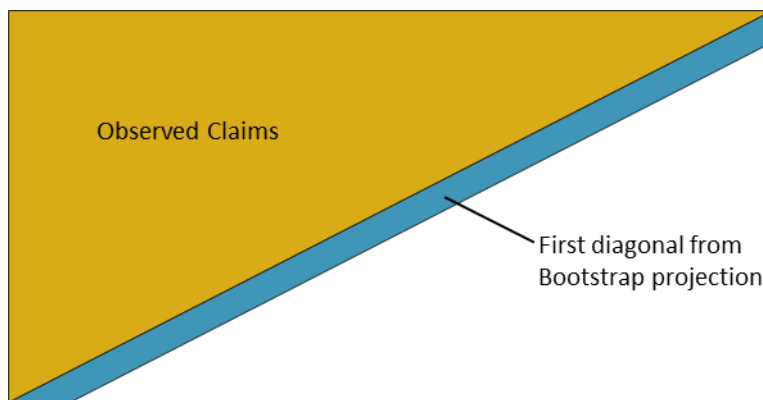 Observed Claims
First diagonal from
Bootstrap projection